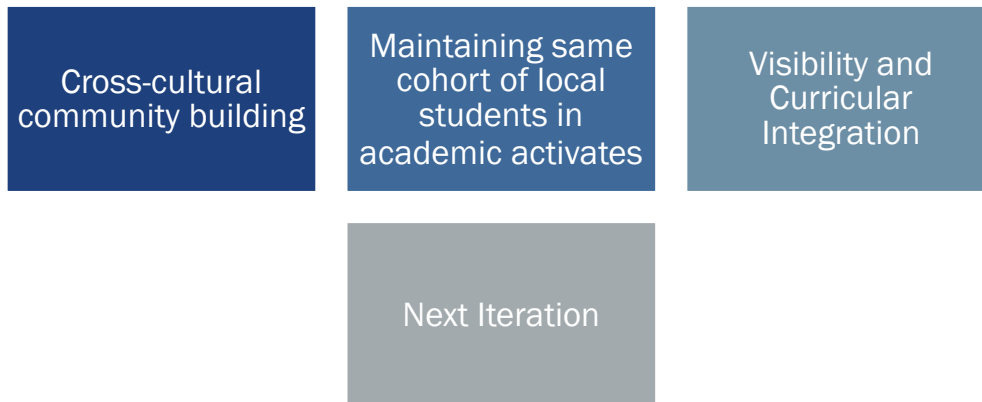 Cross-cultural
community building
Maintaining same
cohort of local
students in
academic activates
Visibility and
Curricular
Integration
Next Iteration